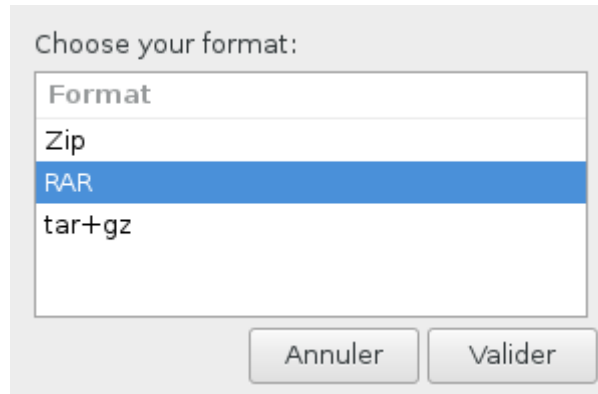 Choose your format:
Format
Zip
RAR
tar+gz
Annuler Valider